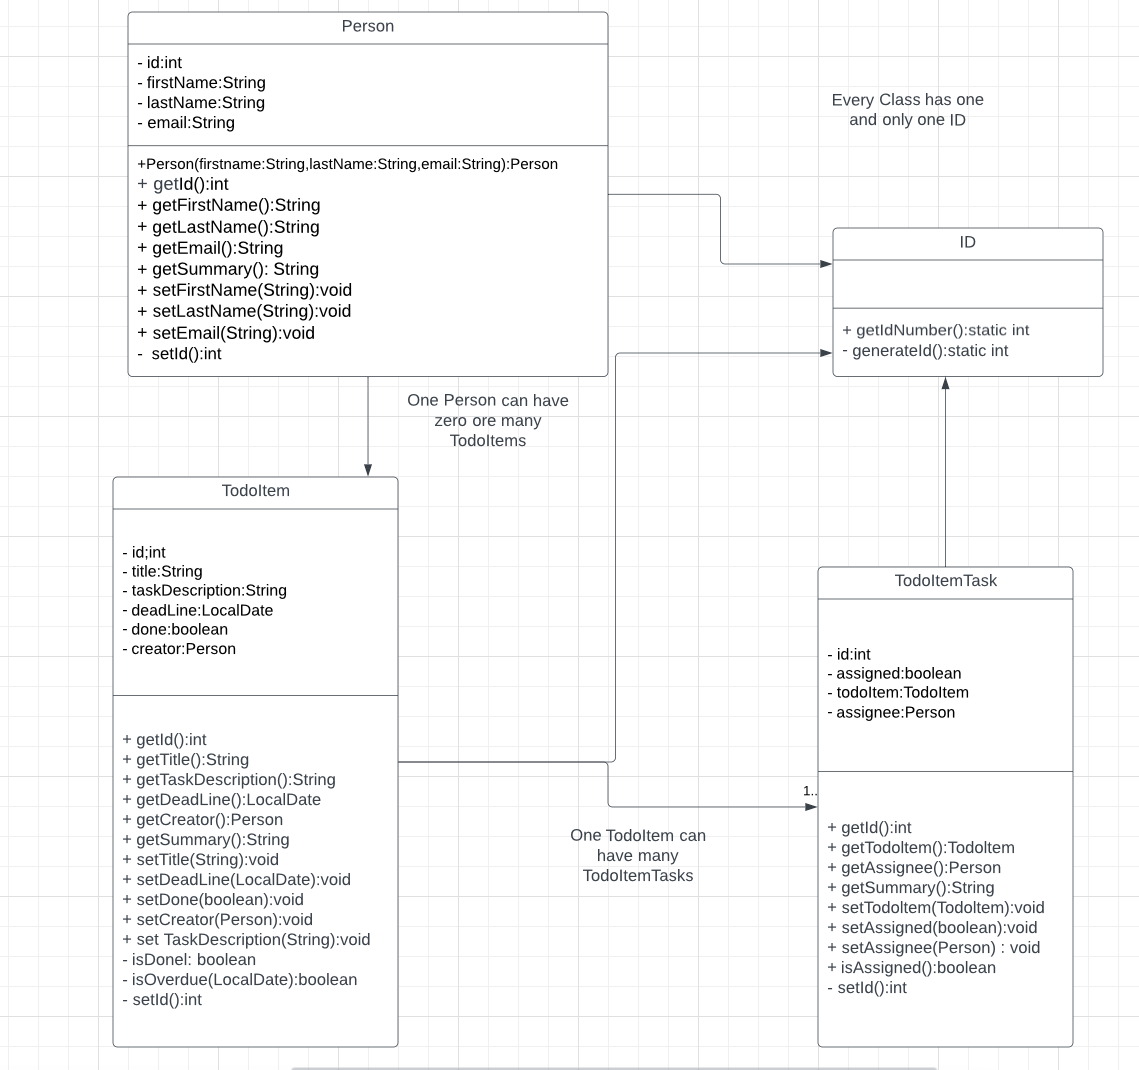 Person
- id:int
- firstName:String
- lastName:String
- email:String
+Person(firstname:String,lastName:String,email:String):Person
+ getId():int
+ getFirstName():String
+ getLastName():String
+ getEmail():String
+ getSummary(): String
+ setFirstName(String):void
+ setLastName(String):void
+ setEmail(String):void
- setId():int
Every Class has one
and only one ID
ID
+ getIdNumber():static int
- generateId():static int
One Person can have
zero ore many
TodoItems
TodoItem
- id;int
- title:String
- taskDescription:String
- deadLine:LocalDate
- done:boolean
- creator:Person
+ getId():int
+ getTitle():String
+ getTaskDescription():String
+ getDeadLine():LocalDate
+ getCreator():Person
+ getSummary():String
+ setTitle(String):void
+ setDeadLine(LocalDate):void
+ setDone(boolean):void
+ setCreator(Person):void
+ set TaskDescription(String):void
- isDonel: boolean
- isOverdue(LocalDate):boolean
- setId():int
1..
One TodoItem can
have many
TodoItemTasks
TodoItemTask
- id:int
- assigned:boolean
- todoItem:TodoItem
- assignee:Person
+ getId():int
+ getTodoItem():TodoItem
+ getAssignee():Person
+ getSummary():String
+ setTodoItem(TodoItem):void
+ setAssigned(boolean):void
+ setAssignee(Person) : void
+ isAssigned():boolean
- setId():int